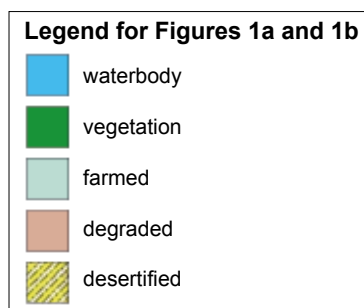 Legend for Figures 1a and 1b
waterbody
vegetation
farmed
degraded
desertified